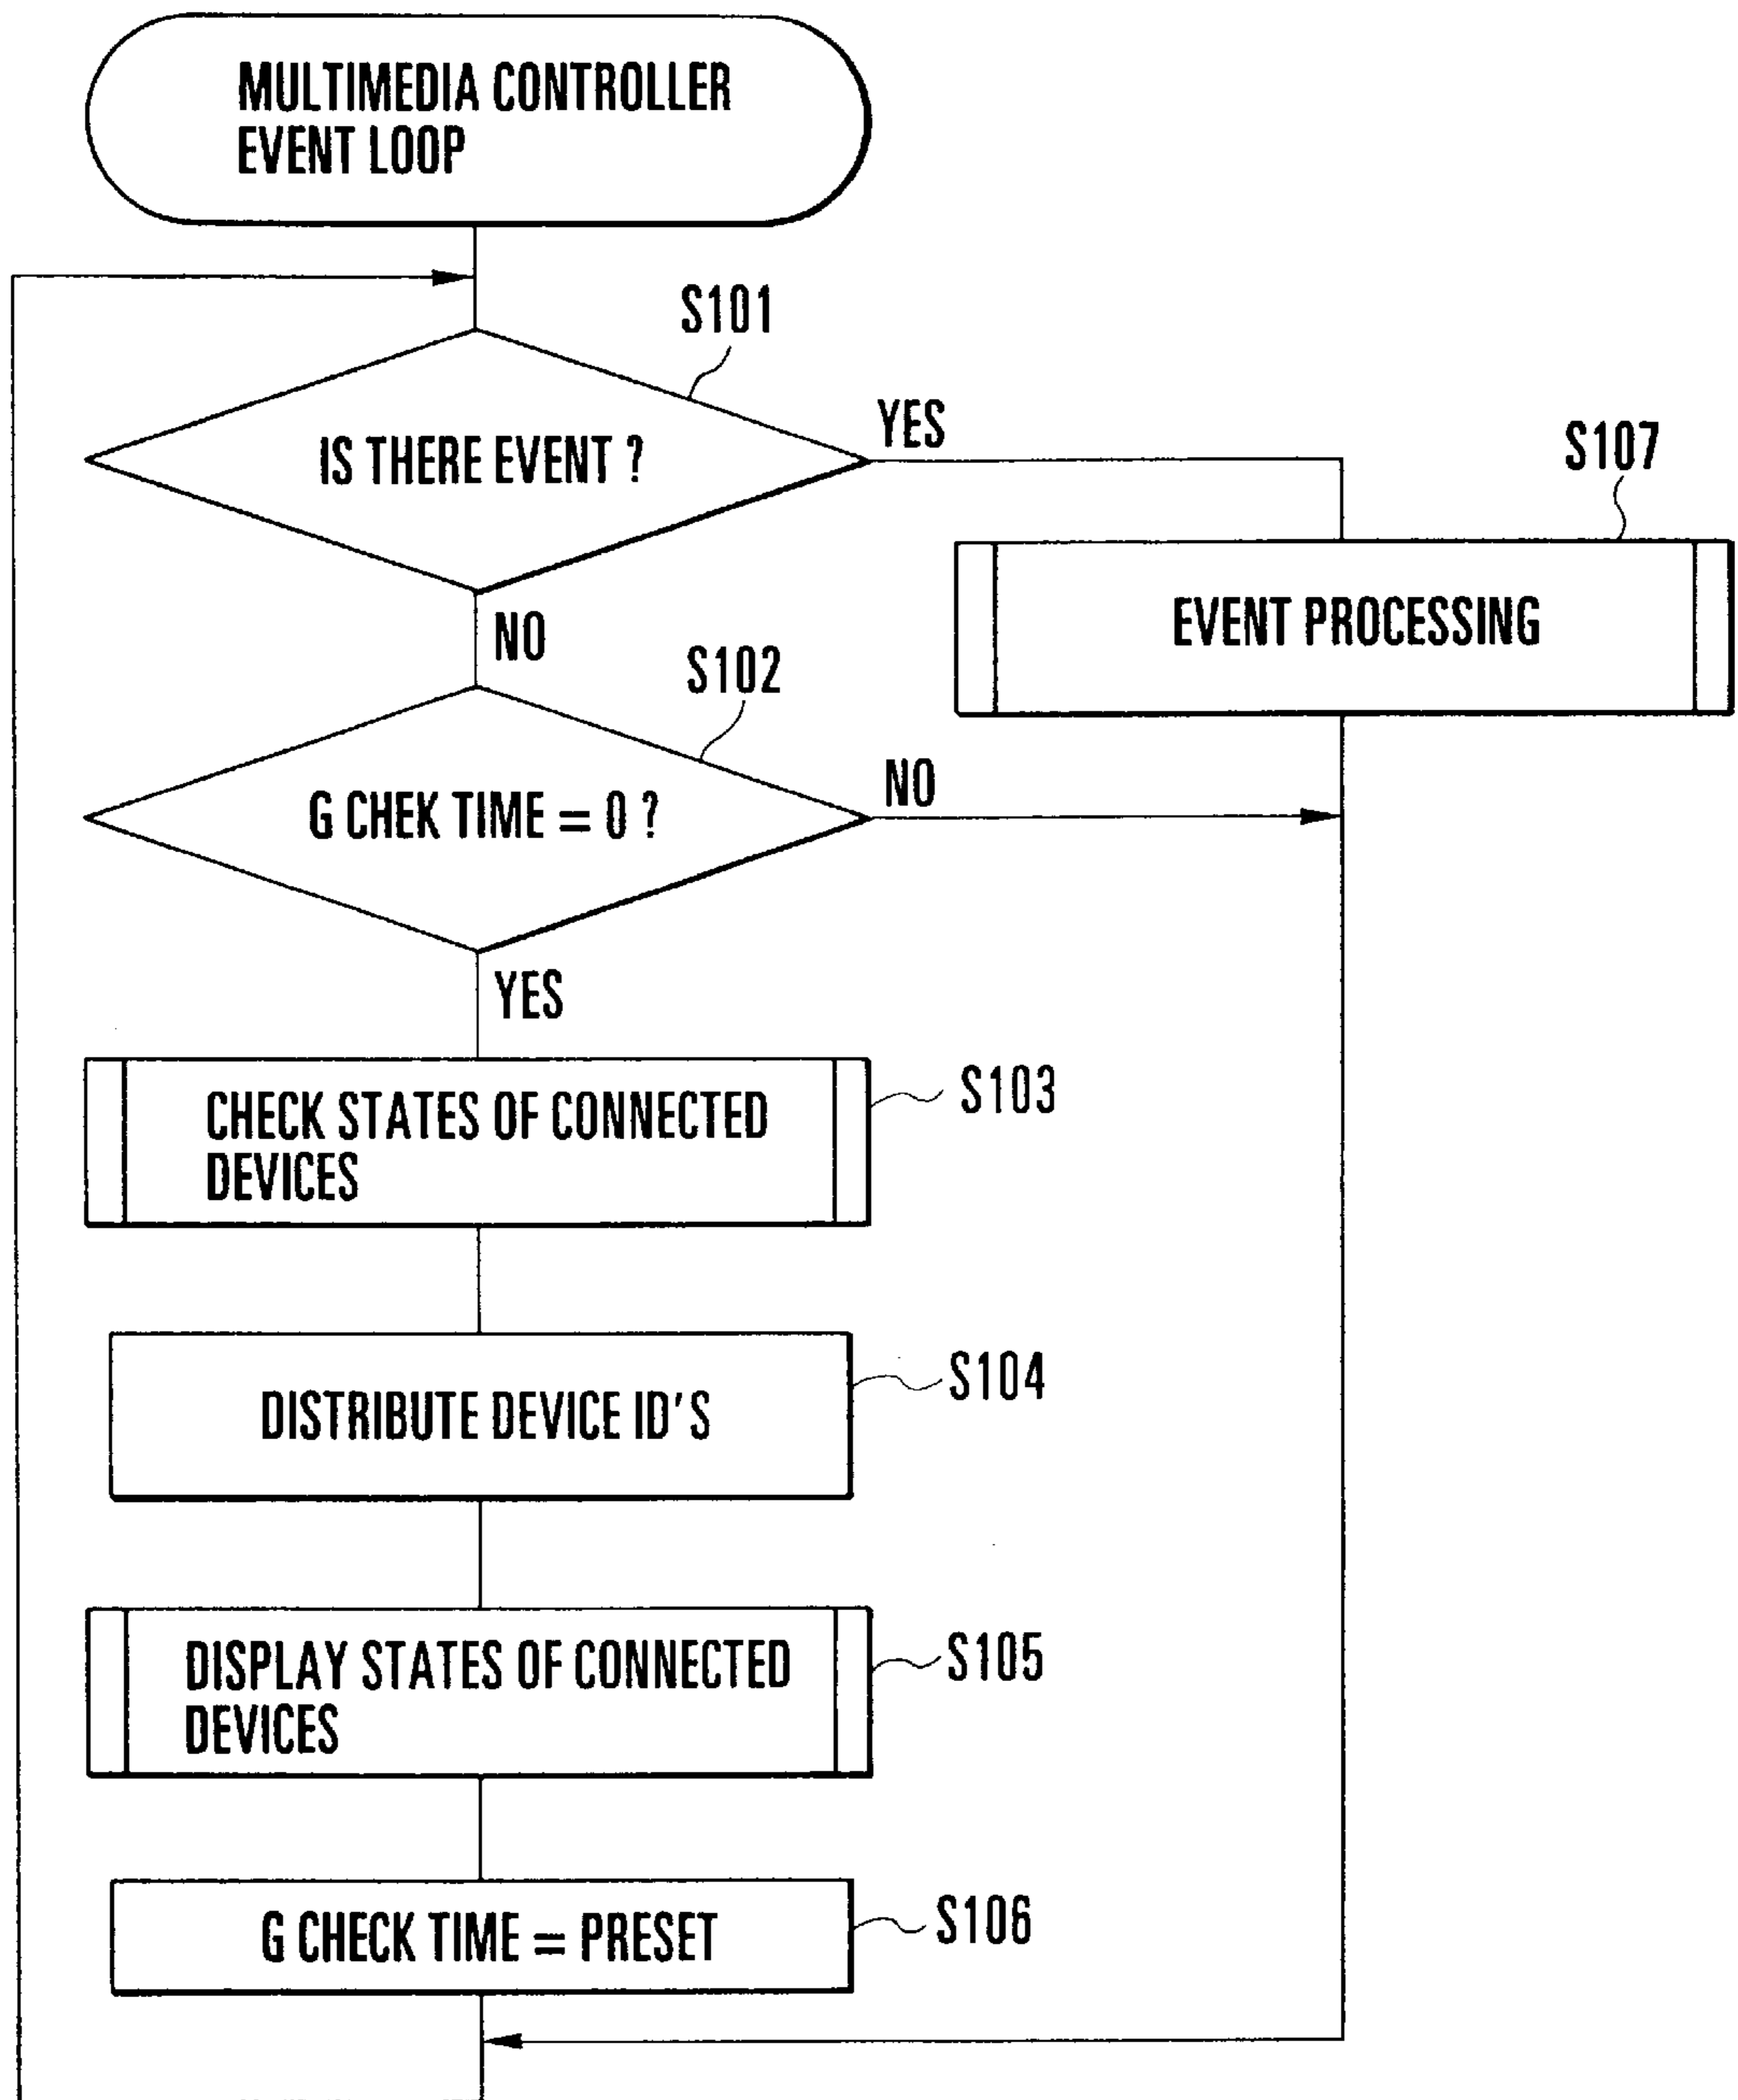 MULTIMEDIA CONTROLLER
EVENT LOOP
S101
IS THERE EVENT ?
YES
S107
EVENT PROCESSING
NO
S102
G CHEK TIME = 0 ?
NO
YES
CHECK STATES OF CONNECTED
DEVICES
S103
DISTRIBUTE DEVICE ID'S
S104
DISPLAY STATES OF CONNECTED
DEVICES
S105
G CHECK TIME = PRESET
S106